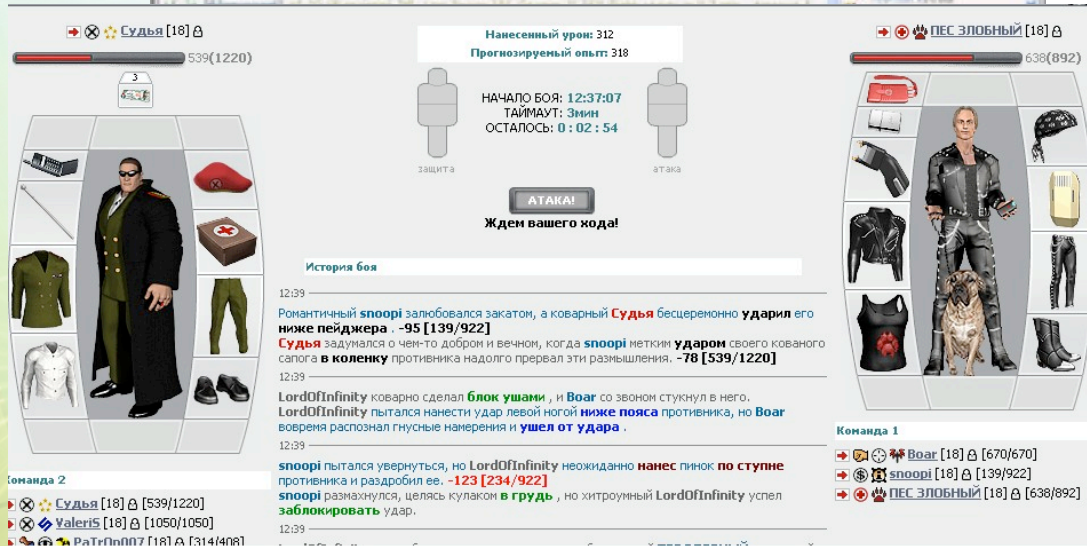 Судья [18]
539(1220)
3
Нанесенный урон: 312
Прогнозируемый опыт: 318
НАЧАЛО БОЯ: 12:37:07
ТАЙМАУТ: 3мин
ОСТАЛОСЬ: 0 : 02 : 54
защита
атака
АТАКА!
Ждем вашего хода!
ПЕС ЗЛОБНЫЙ [18]
638(892)
История боя
12:39
Романтичный snoopi залюбовался закатом, а коварный Судья бесцеремонно ударил его
ниже пейджера . -95 [139/922]
Судья задумался о чем-то добром и вечном, когда snoopi метким ударом своего кованого
сапога в коленку противника надолго прервал эти размышления. -78 [539/1220]
12:39
LordOfInfinity коварно сделал блок ушами , и Boar со звоном стукнул в него.
LordOfInfinity пытался нанести удар левой ногой ниже пояса противника, но Boar
вовремя распознал гнусные намерения и ушел от удара .
12:39
snoopi пытался увернуться, но LordOfInfinity неожиданно нанес пинок по ступне
противника и раздробил ее. -123 [234/922]
snoopi размахнулся, целясь кулаком в грудь , но хитроумный LordOfInfinity успел
заблокировать удар.
12:39
Команда 2
Судья [18] [539/1220]
ValeriS [18] [1050/1050]
PaTrOn007 [18] [314/408]
Команда 1
Boar [18] [670/670]
snoopi [18] [139/922]
ПЕС ЗЛОБНЫЙ [18] [638/892]